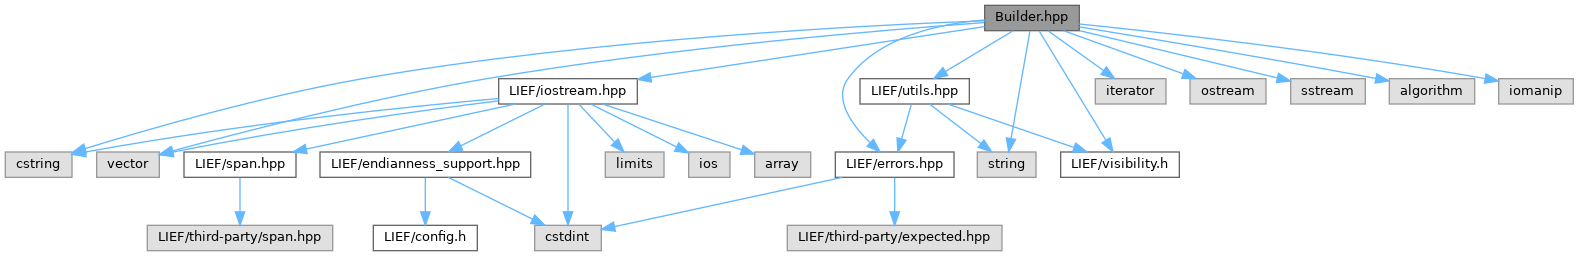 Builder.hpp
LIEF/iostream.hpp
LIEF/utils.hpp
iterator
ostream
sstream
algorithm
iomanip
cstring
vector
LIEF/span.hpp
LIEF/endianness_support.hpp
limits
ios
array
LIEF/errors.hpp
string
LIEF/visibility.h
LIEF/third-party/span.hpp
LIEF/config.h
cstdint
LIEF/third-party/expected.hpp